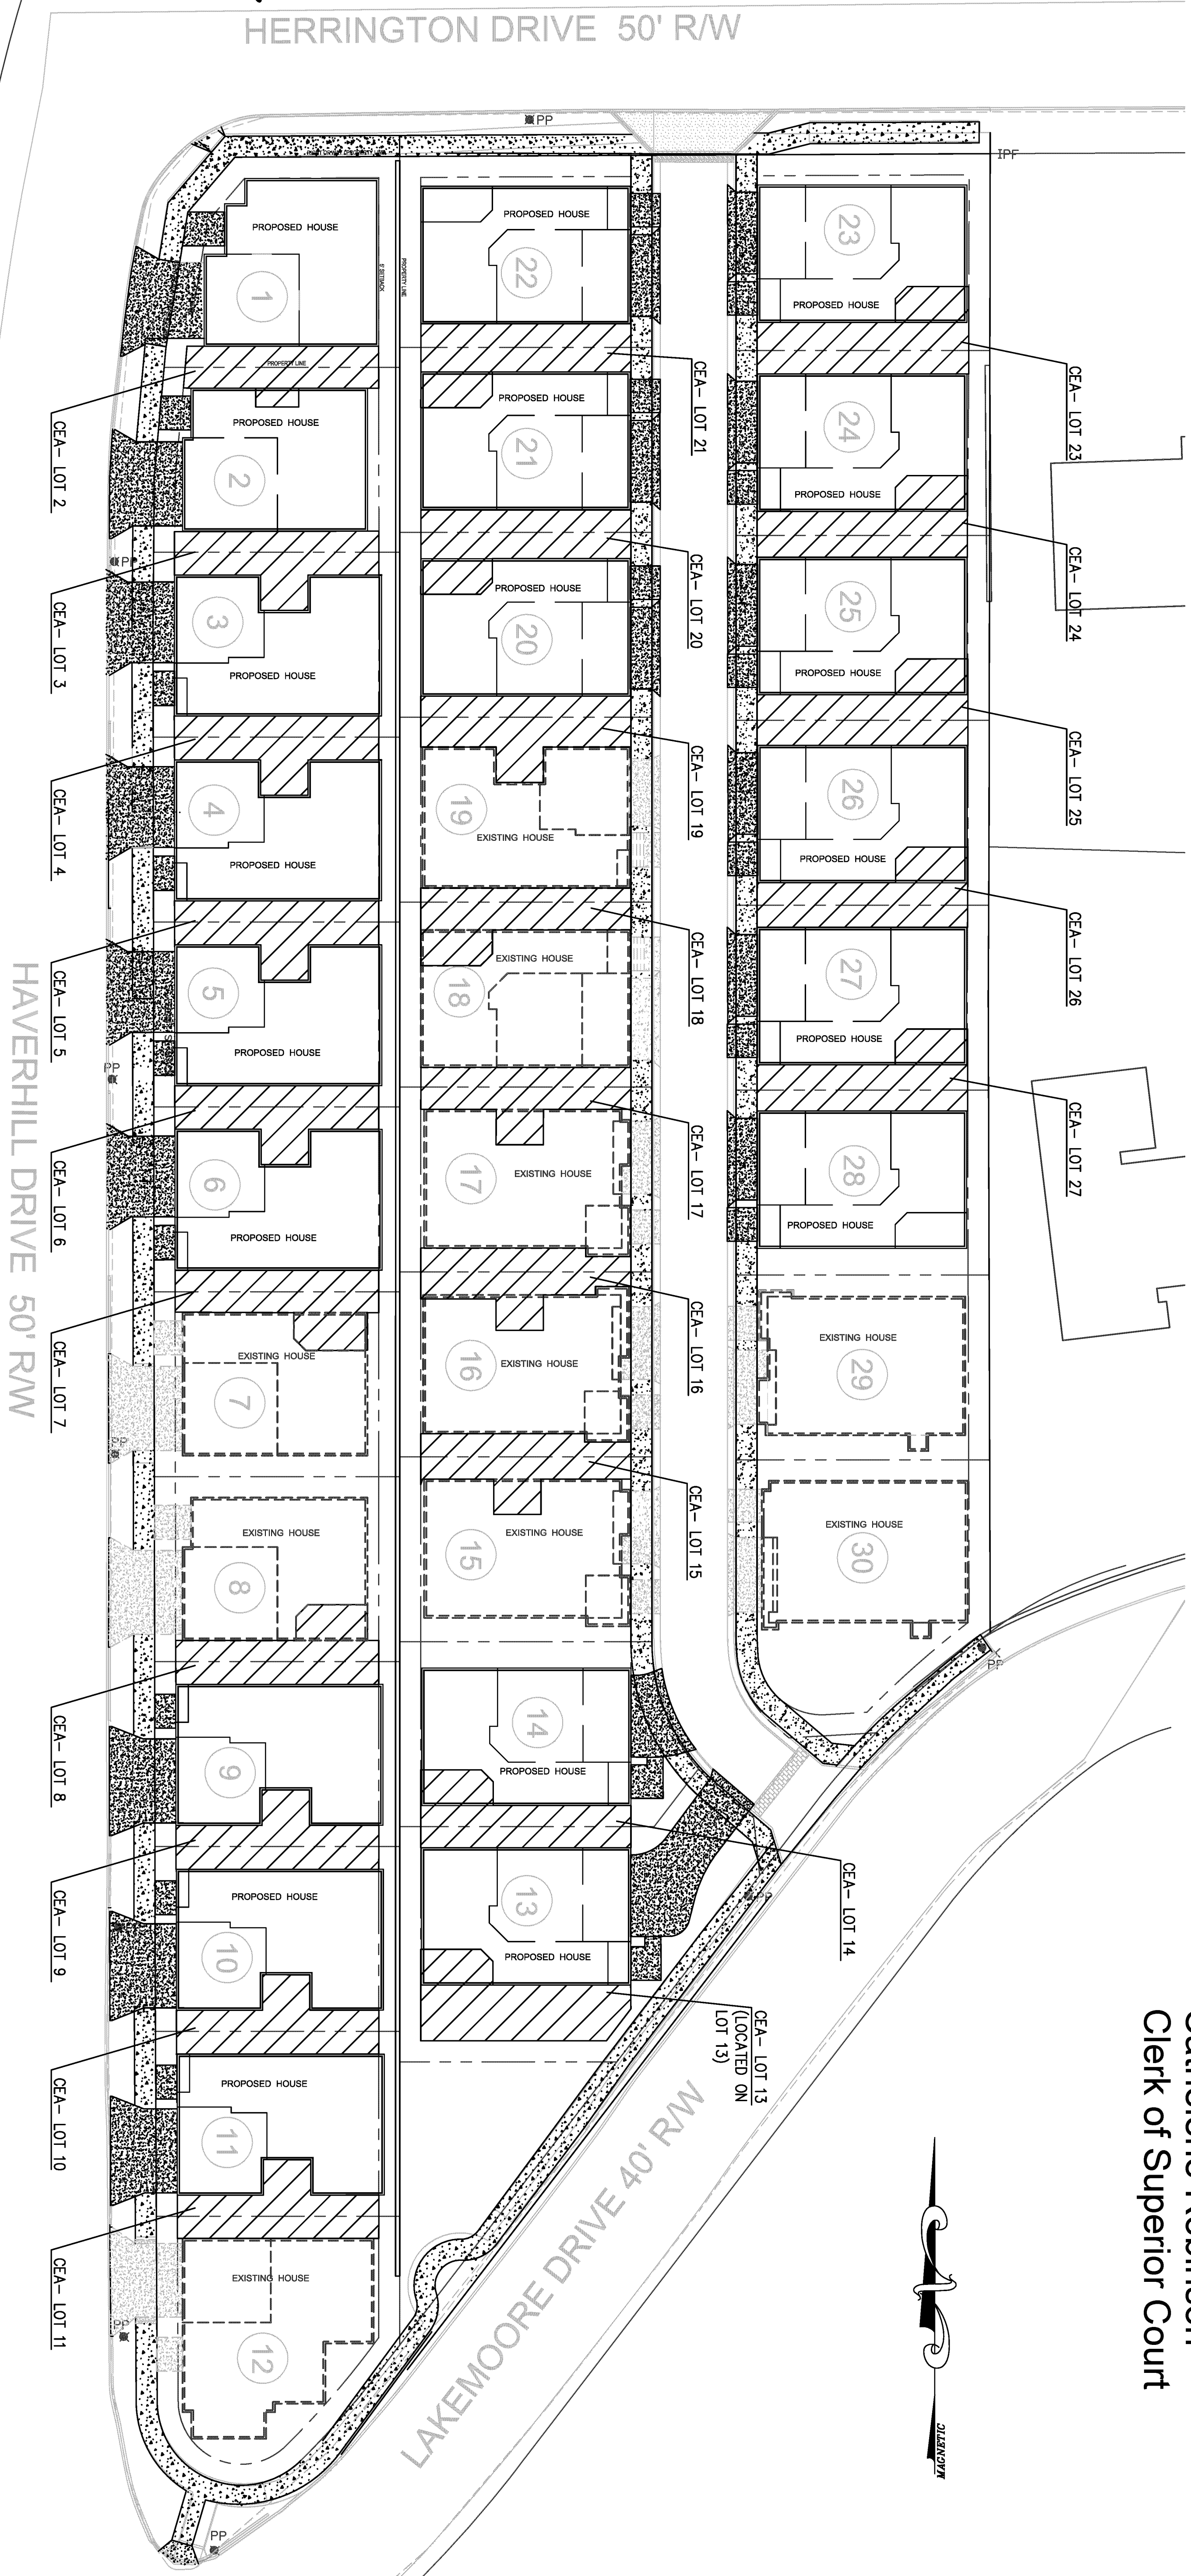 HERRINGTON DRIVE 50' R/W
PP
IPF
PROPOSED HOUSE
1
5' SETBACK
PROPERTY LINE
PROPOSED HOUSE
22
23
PROPOSED HOUSE
PROPERTY LINE
CEA- LOT 2
PROPOSED HOUSE
2
CEA- LOT 21
PROPOSED HOUSE
21
CEA- LOT 23
24
PROPOSED HOUSE
PP
CEA- LOT 3
3
PROPOSED HOUSE
CEA- LOT 20
PROPOSED HOUSE
20
CEA- LOT 24
25
PROPOSED HOUSE
CEA- LOT 4
4
PROPOSED HOUSE
CEA- LOT 19
19
EXISTING HOUSE
CEA- LOT 25
26
PROPOSED HOUSE
CEA- LOT 5
5
PROPOSED HOUSE
CEA- LOT 18
EXISTING HOUSE
18
CEA- LOT 26
27
PROPOSED HOUSE
HAVERHILL DRIVE 50' R/W
PP
CEA- LOT 6
6
PROPOSED HOUSE
CEA- LOT 17
EXISTING HOUSE
17
CEA- LOT 27
28
PROPOSED HOUSE
CEA- LOT 7
EXISTING HOUSE
7
PP
CEA- LOT 16
EXISTING HOUSE
16
EXISTING HOUSE
29
EXISTING HOUSE
8
CEA- LOT 15
EXISTING HOUSE
15
EXISTING HOUSE
30
CEA- LOT 8
9
14
PROPOSED HOUSE
CEA- LOT 9
PROPOSED HOUSE
10
CEA- LOT 14
13
PROPOSED HOUSE
PP
CEA- LOT 13
(LOCATED ON
LOT 13)
CEA- LOT 10
PROPOSED HOUSE
11
CEA- LOT 11
EXISTING HOUSE
12
PP
LAKEMOORE DRIVE 40' R/W
PP
MAGNETIC
Clerk of Superior Court